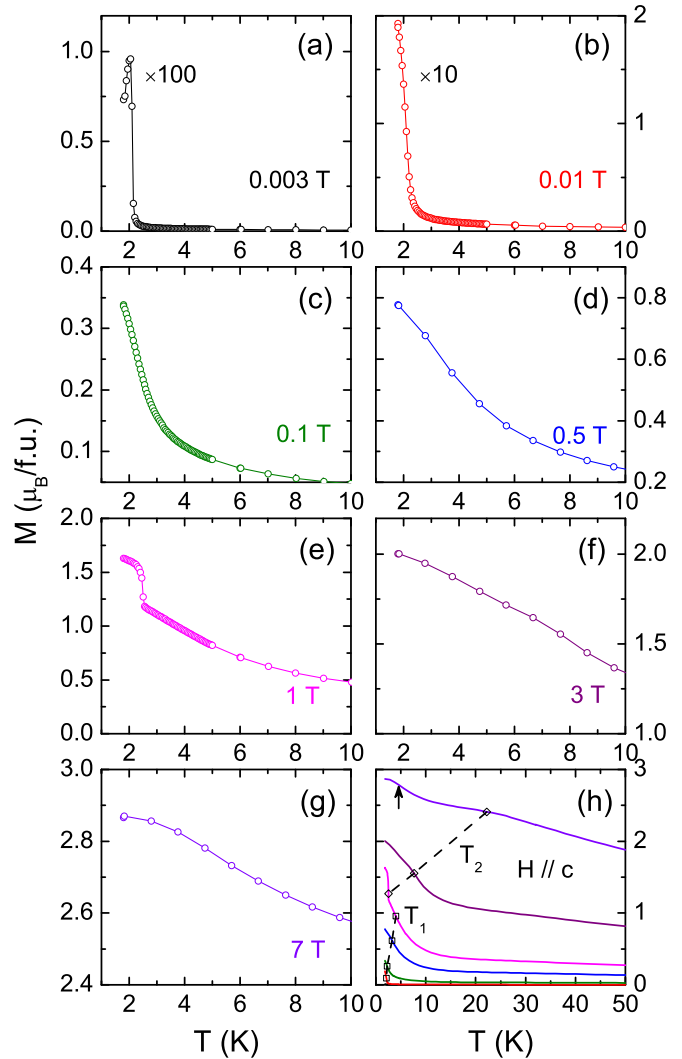 (a)
×100
0.003 T
1.0
0.5
0.0
2 4 6 8 10
(b)
×10
0.01 T
2
1
0
2 4 6 8 10
(c)
0.1 T
0.4
0.3
0.2
0.1
2 4 6 8 10
(d)
0.5 T
0.8
0.6
0.4
0.2
2 4 6 8 10
M (μB/f.u.)
(e)
1 T
2.0
1.5
1.0
0.5
0.0
2 4 6 8 10
(f)
3 T
2.0
1.5
1.0
2 4 6 8 10
(g)
7 T
3.0
2.8
2.6
2.4
2 4 6 8 10
T (K)
(h)
T2
H // c
T1
3
2
1
0
0 10 20 30 40 50
T (K)